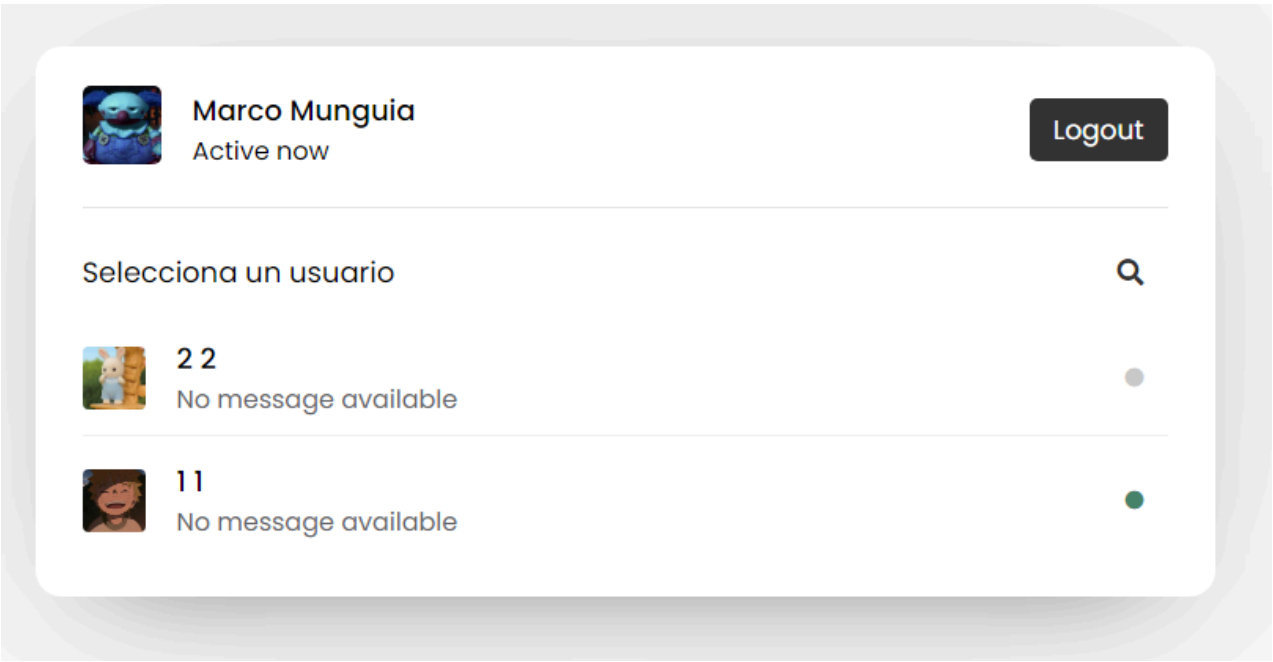 Marco Munguia
Active now
Logout
Selecciona un usuario
2 2
No message available
1 1
No message available